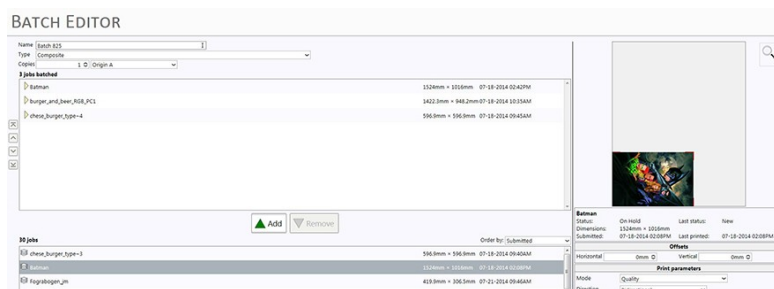 BATCH EDITOR
Name Batch 825
Type Composite
Copies 1 Origin A
3 jobs batched
Batman 1524mm × 1016mm 07-18-2014 02:42PM
burger_and_beer_RGB_PC1 1422.3mm × 948.2mm 07-18-2014 10:35AM
chese_burger_type~4 596.9mm × 596.9mm 07-18-2014 09:45AM
Add Remove
30 jobs Order by: Submitted
chese_burger_type~3 596.9mm × 596.9mm 07-18-2014 09:40AM
Batman 1524mm × 1016mm 07-18-2014 02:08PM
Fograbogen_jm 419.9mm × 306.5mm 07-21-2014 09:46AM
Batman
Status: On Hold Last status: New
Dimensions: 1524mm × 1016mm
Submitted: 07-18-2014 02:08PM Last printed: 07-18-2014 02:08PM
Offsets
Horizontal 0mm Vertical 0mm
Print parameters
Mode Quality